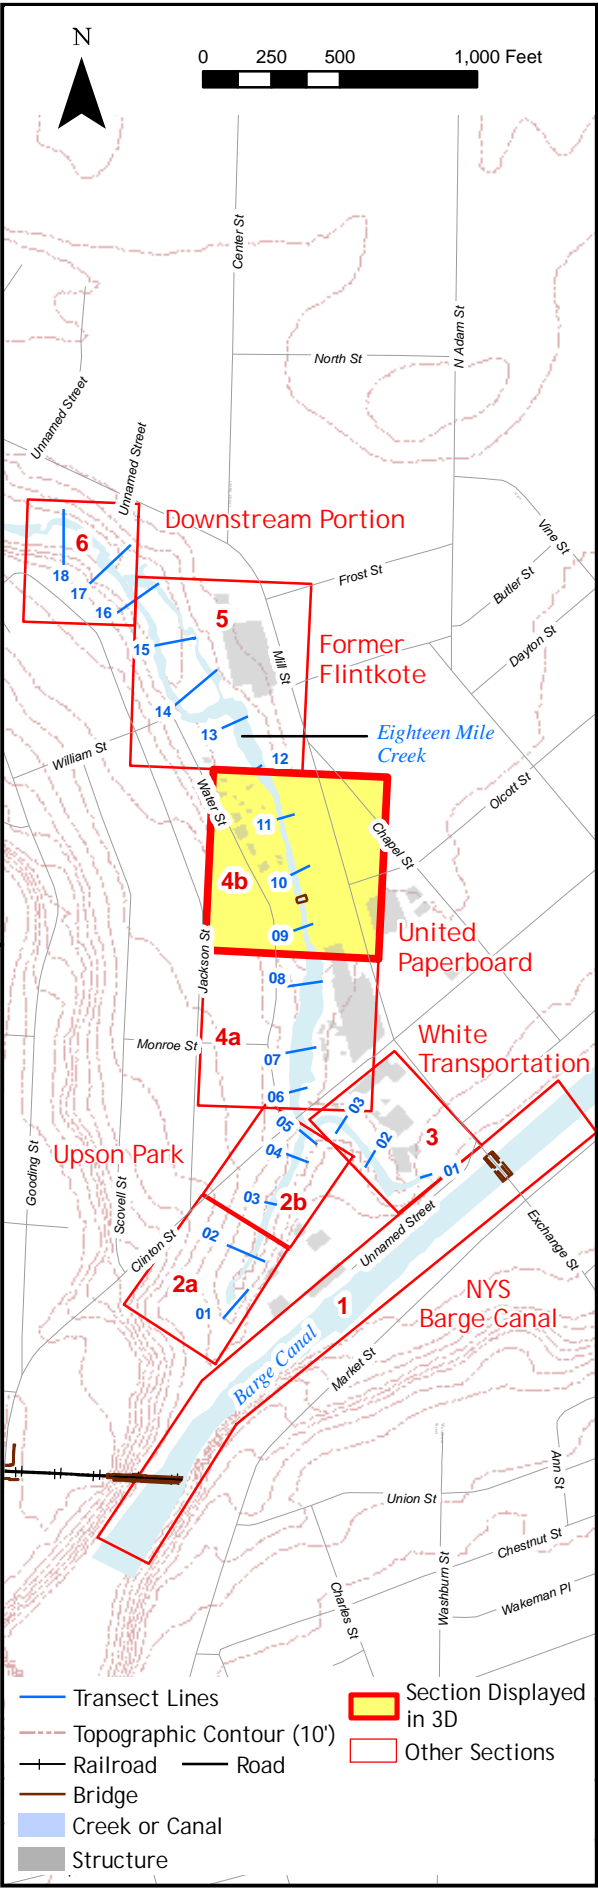 N
0 250 500 1,000 Feet
Center St
N Adam St
North St
Unnamed Street
Unnamed Street
Downstream Portion
Vine St
6
18
17
16
Frost St
Butler St
5
Former
Flintkote
Dayton St
15
Mill St
14
13
Eighteen Mile
Creek
William St
12
Water St
Olcott St
11
Chapel St
10
4b
09
United
Paperboard
Jackson St
08
4a
Monroe St
White
Transportation
07
06
03
05
02
3
04
01
Upson Park
Gooding St
Scovell St
03
2b
Unnamed Street
Exchange St
02
Clinton St
2a
01
1
NYS
Barge Canal
Barge Canal
Market St
Ann St
Union St
Chestnut St
Washburn St
Charles St
Wakeman Pl
Transect Lines
Topographic Contour (10')
Railroad
Road
Bridge
Creek or Canal
Structure
Section Displayed
in 3D
Other Sections